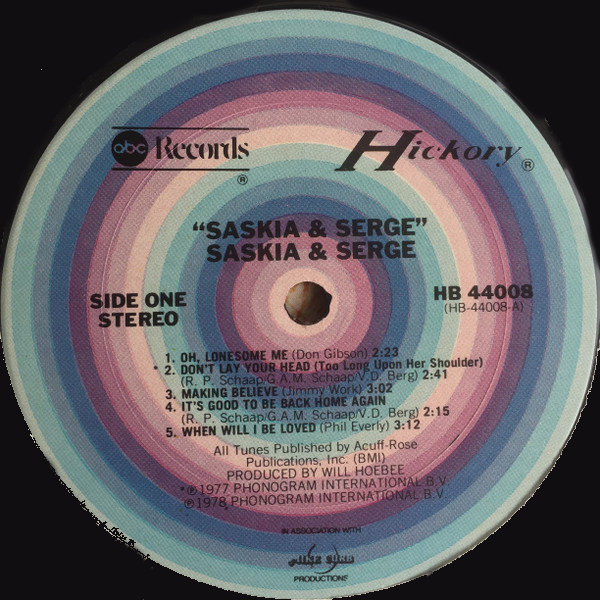 abc Records Hickory ®
®
"SASKIA & SERGE"
SASKIA & SERGE
SIDE ONE
STEREO
HB 44008
(HB-44008-A)
1. OH, LONESOME ME (Don Gibson) 2:23
* 2. DON'T LAY YOUR HEAD (Too Long Upon Her Shoulder)
(R. P. Schaap/G.A.M. Schaap/V.D. Berg) 2:41
3. MAKING BELIEVE (Jimmy Work) 3:02
4. IT'S GOOD TO BE BACK HOME AGAIN
(R. P. Schaap/G.A.M. Schaap/V.D. Berg) 2:15
5. WHEN WILL I BE LOVED (Phil Everly) 3:12
All Tunes Published by Acuff-Rose
Publications, Inc. (BMI)
PRODUCED BY WILL HOEBEE
*℗1977 PHONOGRAM INTERNATIONAL B.V.
℗1978 PHONOGRAM INTERNATIONAL B.V.
IN ASSOCIATION WITH
PRODUCTIONS